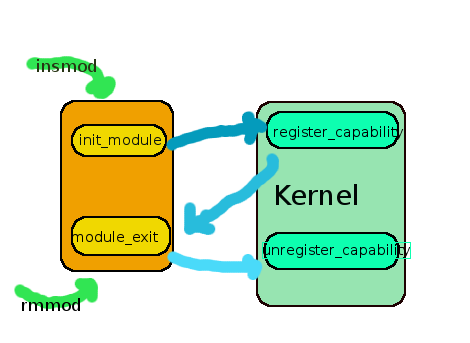 insmod
init_module
register_capability
Kernel
module_exit
unregister_capability
rmmod